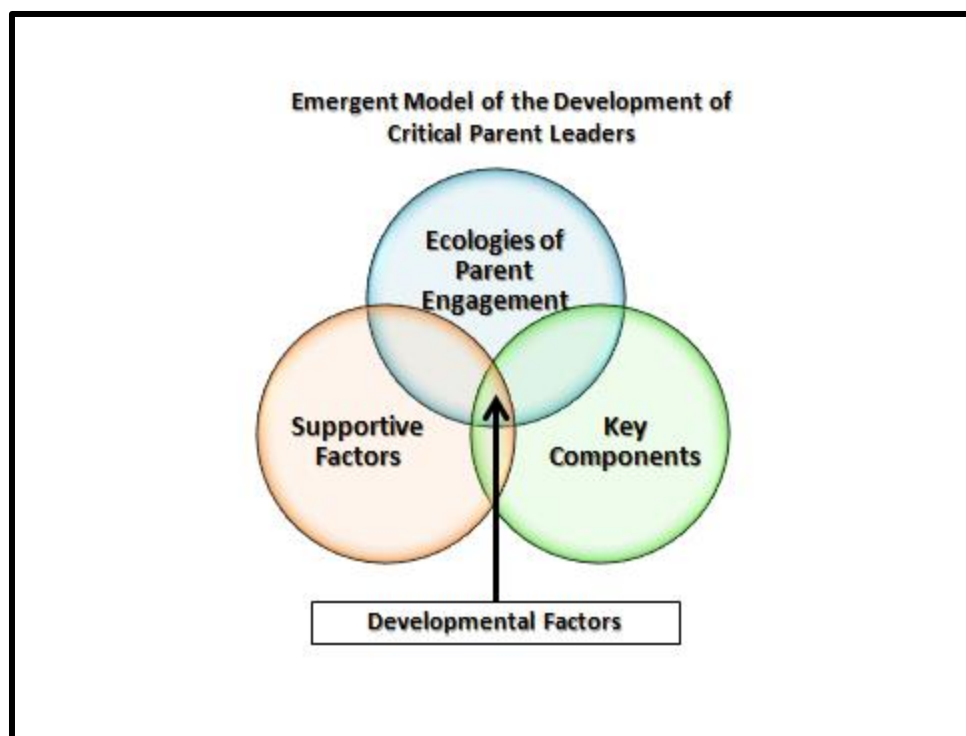 Emergent Model of the Development of
Critical Parent Leaders
Ecologies of
Parent
Engagement
Supportive
Factors
Key
Components
Developmental Factors